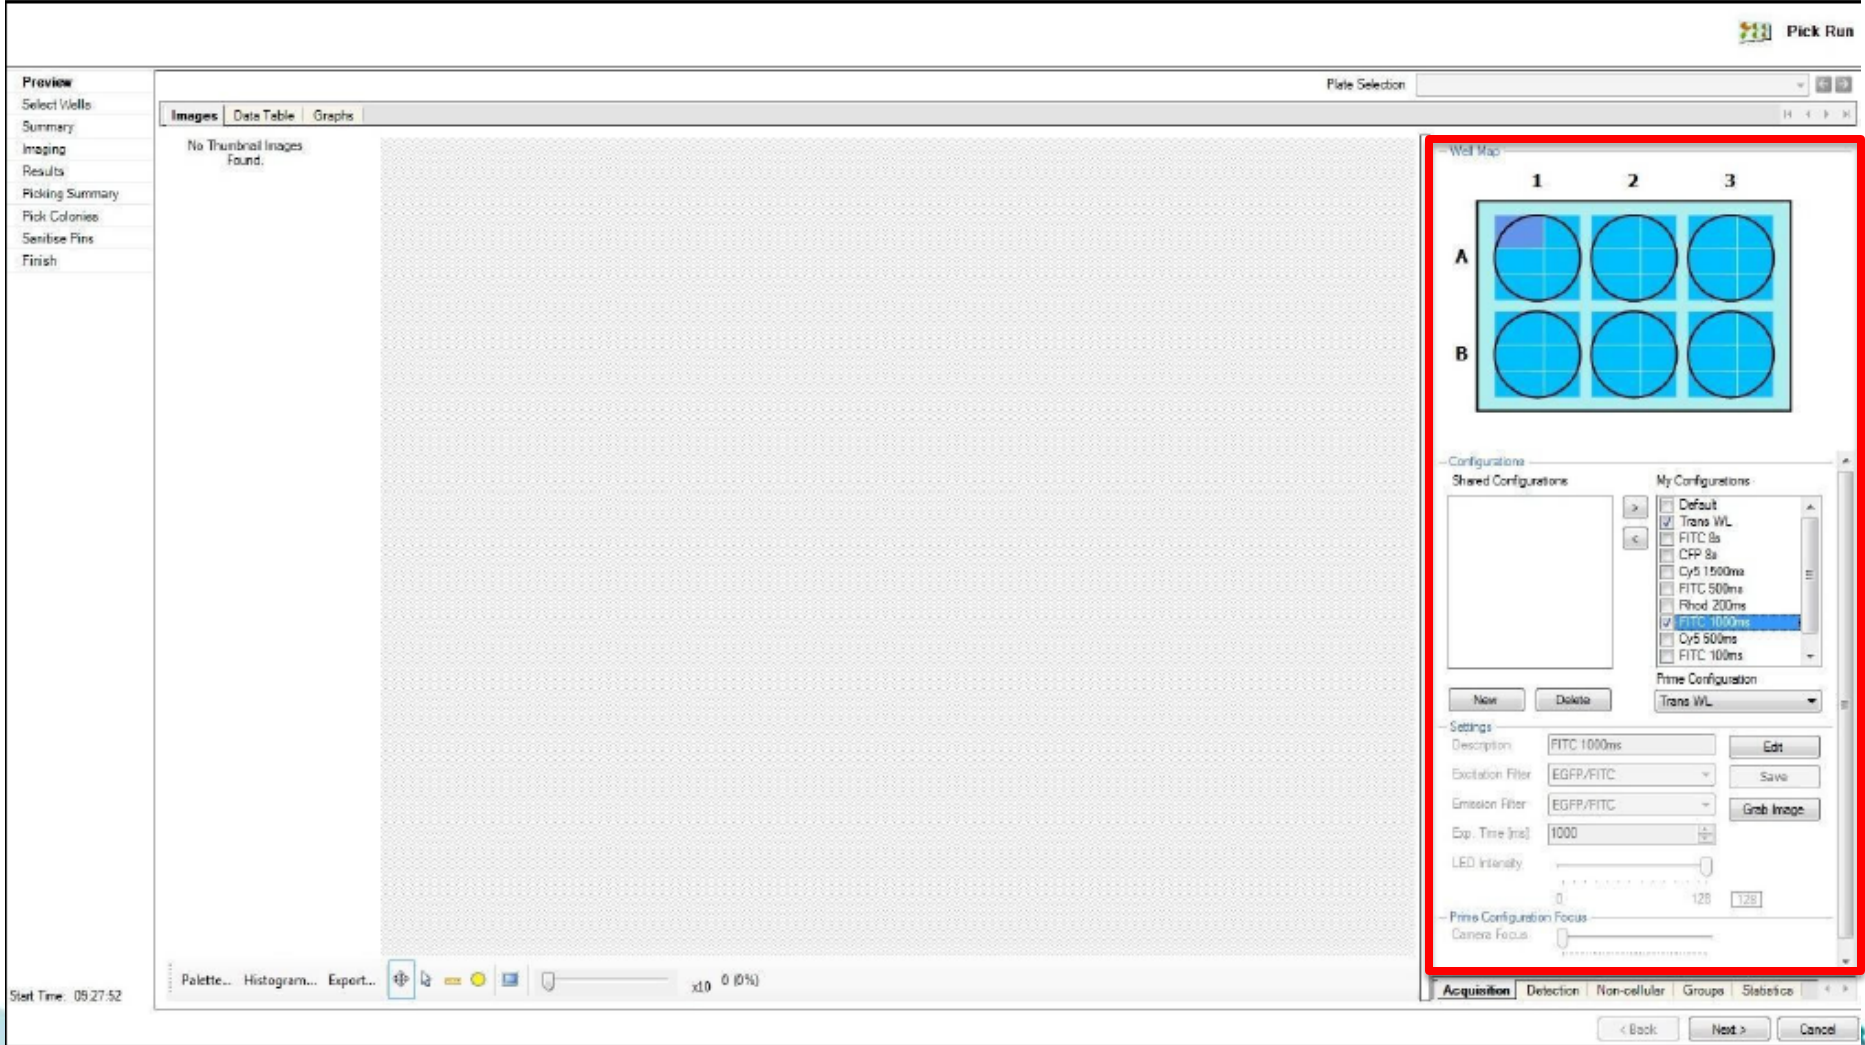 Pick Run
Preview
Select Wells
Summary
Imaging
Results
Picking Summary
Pick Colonies
Sanitise Pins
Finish
Start Time: 09:27:52
Plate Selection
Images Data Table Graphs
No Thumbnail Images
Found.
Well Map
1 2 3
A
B
Configurations
Shared Configurations My Configurations
> Default
Trans WL
< FITC 8s
CFP 8s
Cy5 1500ms
FITC 500ms
Rhod 200ms
FITC 1000ms
Cy5 500ms
FITC 100ms
Prime Configuration
New Delete Trans WL
Settings
Description FITC 1000ms Edit
Excitation Filter EGFP/FITC Save
Emission Filter EGFP/FITC Grab Image
Exp. Time [ms] 1000
LED Intensity
0 128 128
Prime Configuration Focus
Camera Focus
Palette... Histogram... Export... x10 0 (0%)
Acquisition Detection Non-cellular Groups Statistics
< Back Next > Cancel